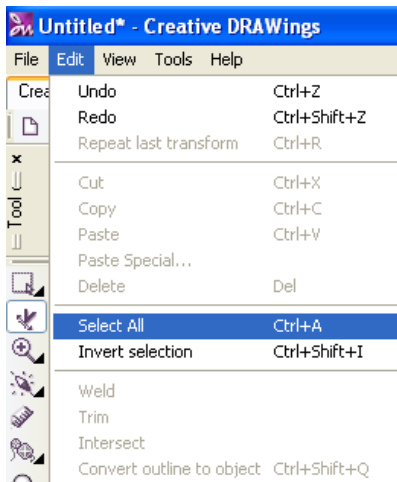 Untitled* - Creative DRAWings
File Edit View Tools Help
Crea
Tool
Undo Ctrl+Z
Redo Ctrl+Shift+Z
Repeat last transform Ctrl+R
Cut Ctrl+X
Copy Ctrl+C
Paste Ctrl+V
Paste Special...
Delete Del
Select All Ctrl+A
Invert selection Ctrl+Shift+I
Weld
Trim
Intersect
Convert outline to object Ctrl+Shift+Q